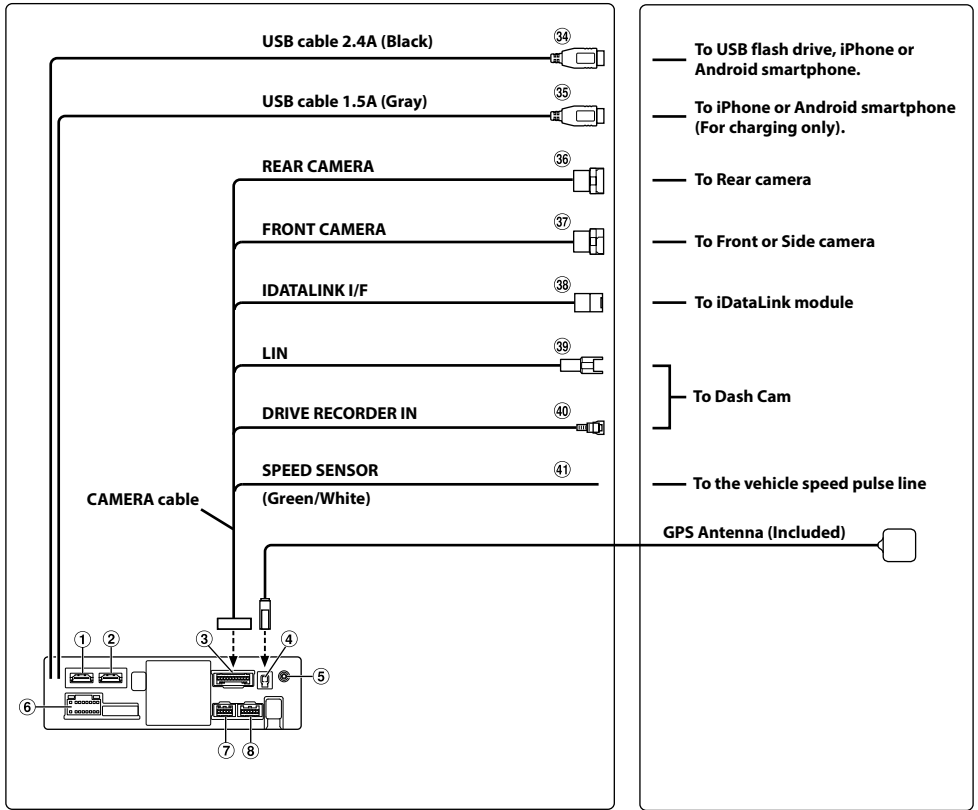 USB cable 2.4A (Black)
㉞
To USB flash drive, iPhone or
Android smartphone.
USB cable 1.5A (Gray)
㉟
To iPhone or Android smartphone
(For charging only).
REAR CAMERA
㊱
To Rear camera
FRONT CAMERA
㊲
To Front or Side camera
IDATALINK I/F
㊳
To iDataLink module
LIN
㊴
To Dash Cam
DRIVE RECORDER IN
㊵
SPEED SENSOR
(Green/White)
㊶
To the vehicle speed pulse line
CAMERA cable
GPS Antenna (Included)
① ② ③ ④ ⑤
⑥
⑦ ⑧